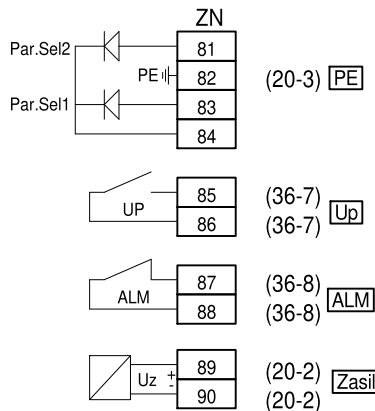 ZN
Par.Sel2 81
PE 82 (20-3) PE
Par.Sel1 83
84
85 (36-7)
UP Up
86 (36-7)
87 (36-8)
ALM ALM
88 (36-8)
89 (20-2)
Uz + - Zasil
90 (20-2)